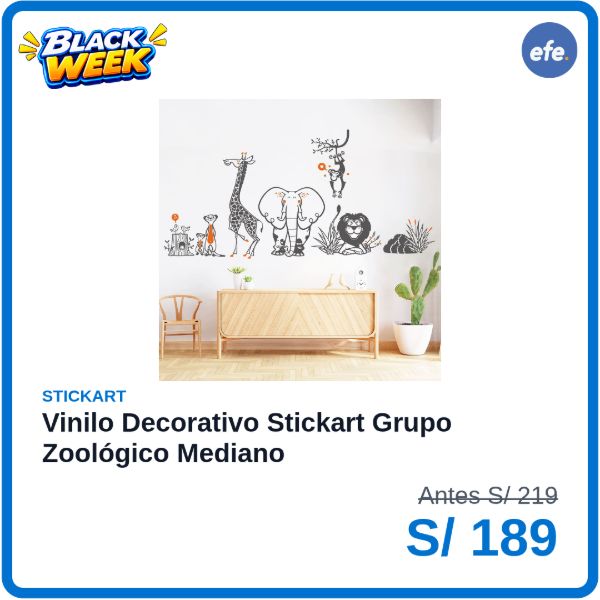 BLACK
WEEK
efe.
STICKART
Vinilo Decorativo Stickart Grupo
Zoológico Mediano
Antes S/ 219
S/ 189